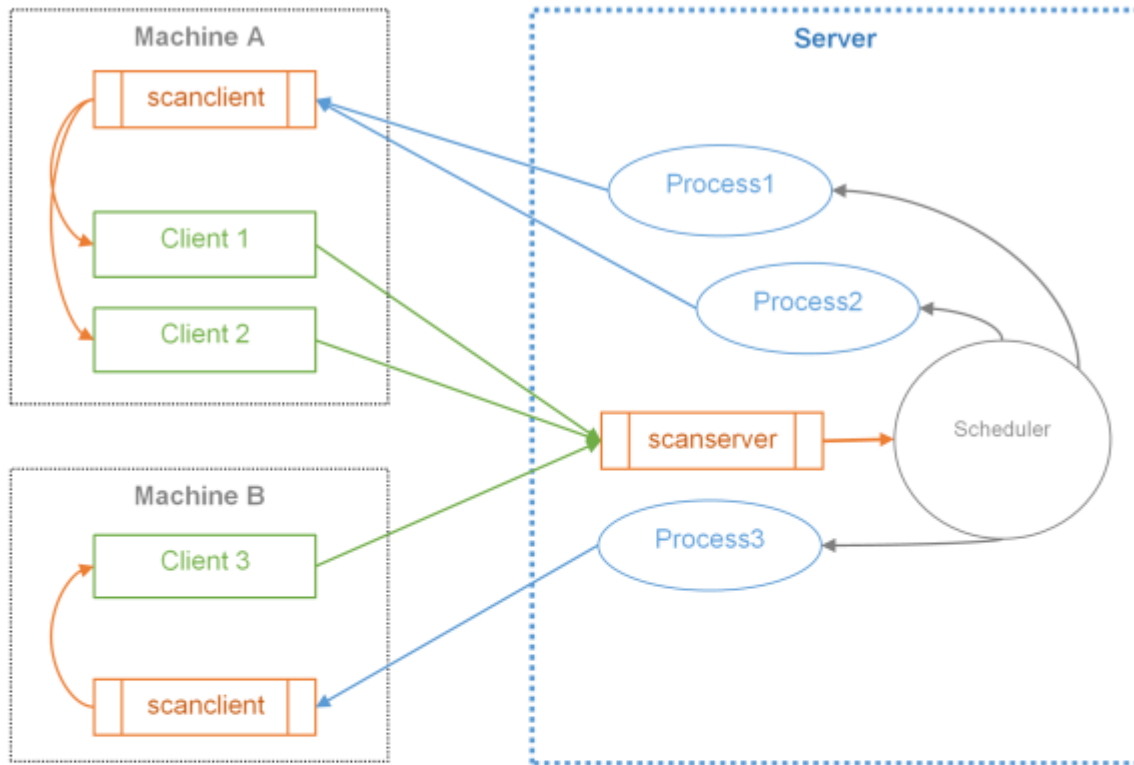 Machine A
scanclient
Client 1
Client 2
Machine B
Client 3
scanclient
Server
Process1
Process2
scanserver
Scheduler
Process3